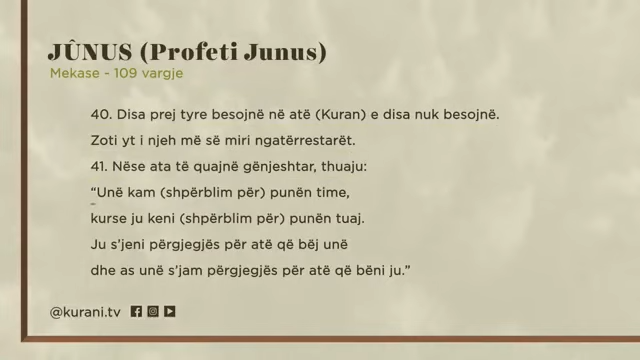 JÛNUS (Profeti Junus)
Mekase - 109 vargje
40. Disa prej tyre besojnë në atë (Kuran) e disa nuk besojnë.
Zoti yt i njeh më së miri ngatërrestarët.
41. Nëse ata të quajnë gënjeshtar, thuaju:
“Unë kam (shpërblim për) punën time,
kurse ju keni (shpërblim për) punën tuaj.
Ju s’jeni përgjegjës për atë që bëj unë
dhe as unë s’jam përgjegjës për atë që bëni ju.”
@kurani.tv